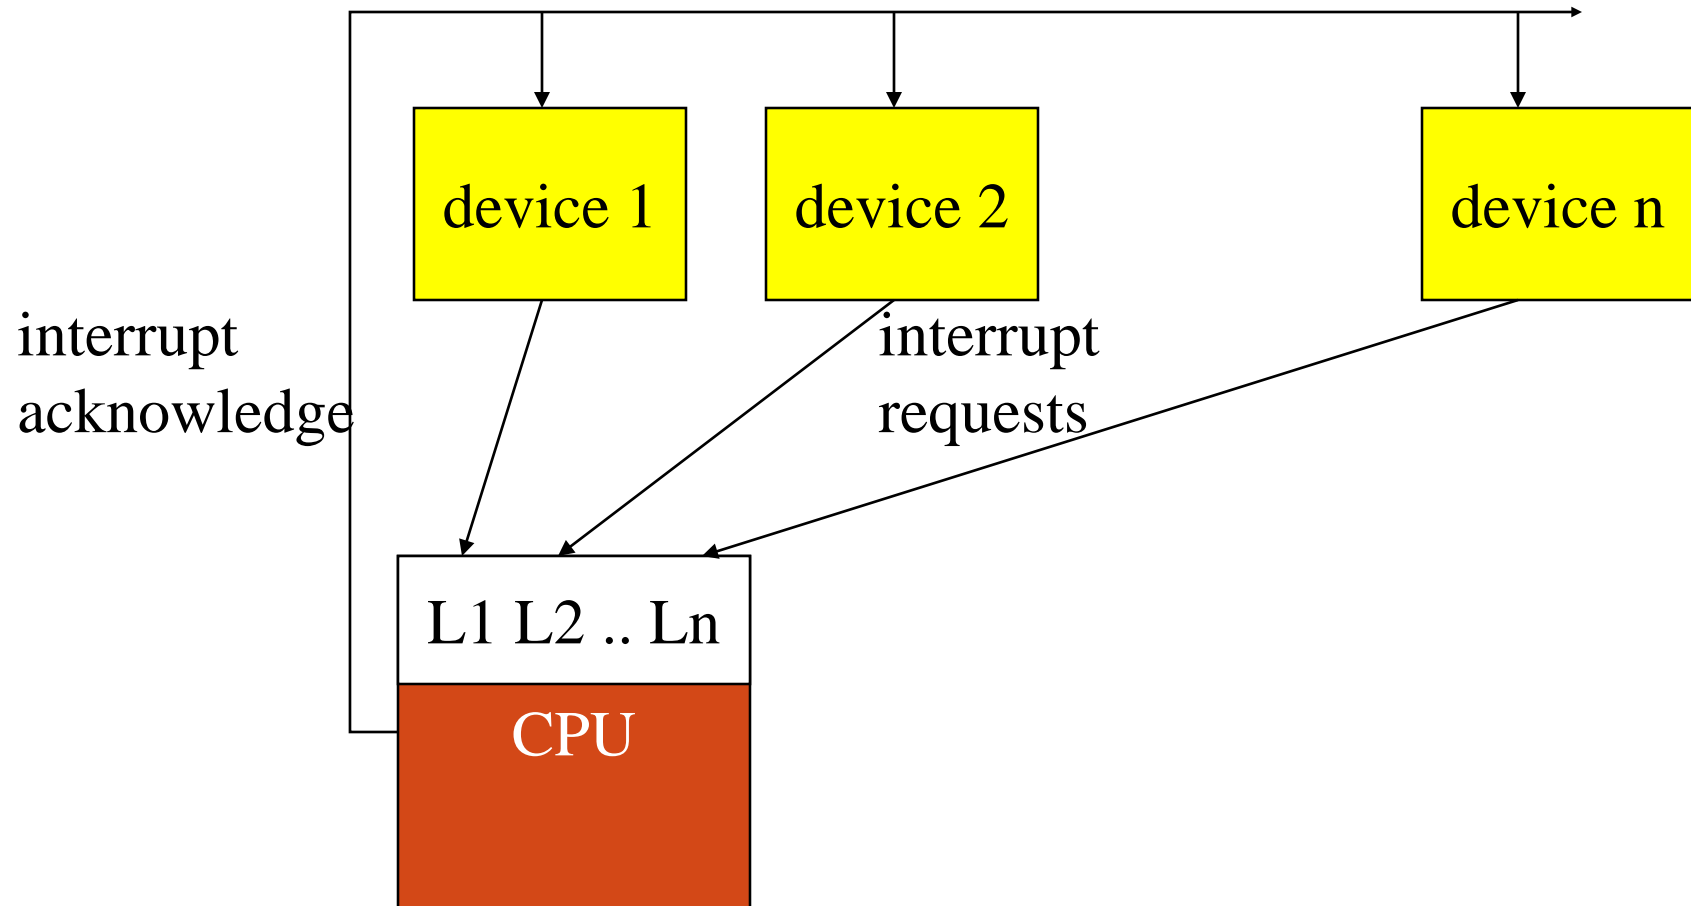 device 1
device 2
device n
interrupt
acknowledge
interrupt
requests
L1 L2 .. Ln
CPU